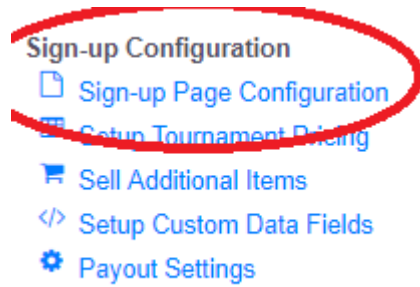 Sign-up Configuration
Sign-up Page Configuration
Setup Tournament Pricing
Sell Additional Items
Setup Custom Data Fields
Payout Settings